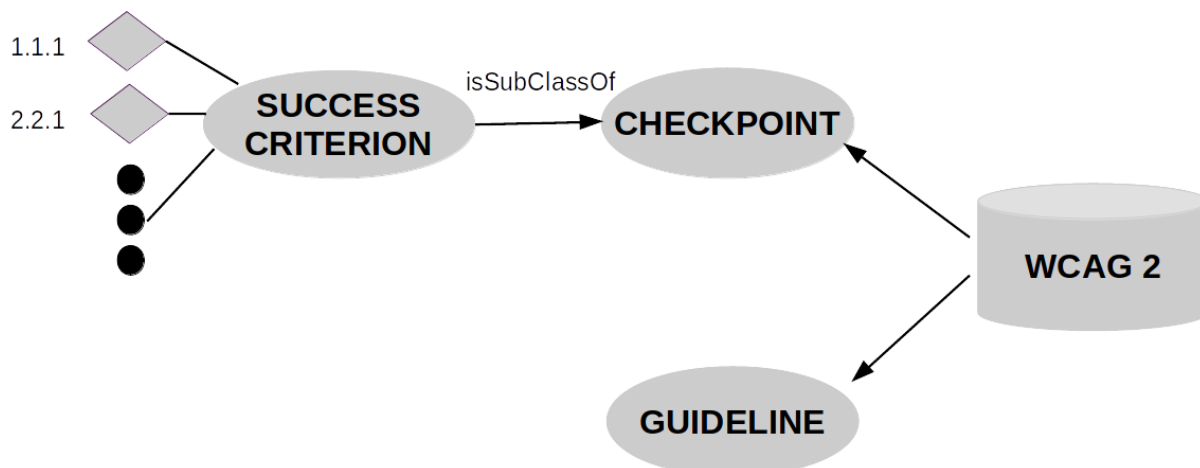 1.1.1
2.2.1
SUCCESS
CRITERION
isSubClassOf
CHECKPOINT
WCAG 2
GUIDELINE